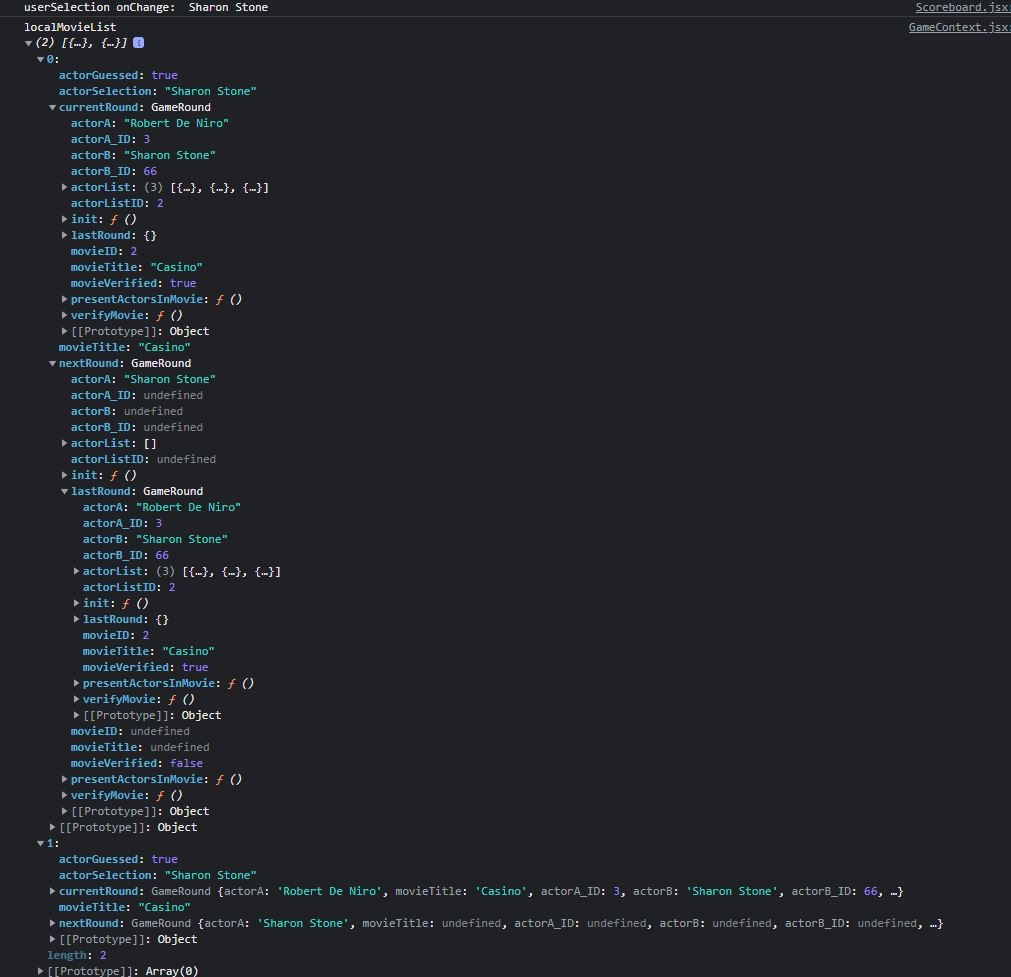 userSelection onChange:  Sharon Stone Scoreboard.jsx:
localMovieList GameContext.jsx:
▼(2) [{…}, {…}] i
▼0:
actorGuessed: true
actorSelection: "Sharon Stone"
▼currentRound: GameRound
actorA: "Robert De Niro"
actorA_ID: 3
actorB: "Sharon Stone"
actorB_ID: 66
▶actorList: (3) [{…}, {…}, {…}]
actorListID: 2
▶init: ƒ ()
▶lastRound: {}
movieID: 2
movieTitle: "Casino"
movieVerified: true
▶presentActorsInMovie: ƒ ()
▶verifyMovie: ƒ ()
▶[[Prototype]]: Object
movieTitle: "Casino"
▼nextRound: GameRound
actorA: "Sharon Stone"
actorA_ID: undefined
actorB: undefined
actorB_ID: undefined
▶actorList: []
actorListID: undefined
▶init: ƒ ()
▼lastRound: GameRound
actorA: "Robert De Niro"
actorA_ID: 3
actorB: "Sharon Stone"
actorB_ID: 66
▶actorList: (3) [{…}, {…}, {…}]
actorListID: 2
▶init: ƒ ()
▶lastRound: {}
movieID: 2
movieTitle: "Casino"
movieVerified: true
▶presentActorsInMovie: ƒ ()
▶verifyMovie: ƒ ()
▶[[Prototype]]: Object
movieID: undefined
movieTitle: undefined
movieVerified: false
▶presentActorsInMovie: ƒ ()
▶verifyMovie: ƒ ()
▶[[Prototype]]: Object
▶[[Prototype]]: Object
▼1:
actorGuessed: true
actorSelection: "Sharon Stone"
▶currentRound: GameRound {actorA: 'Robert De Niro', movieTitle: 'Casino', actorA_ID: 3, actorB: 'Sharon Stone', actorB_ID: 66, …}
movieTitle: "Casino"
▶nextRound: GameRound {actorA: 'Sharon Stone', movieTitle: undefined, actorA_ID: undefined, actorB: undefined, actorB_ID: undefined, …}
▶[[Prototype]]: Object
length: 2
▶[[Prototype]]: Array(0)